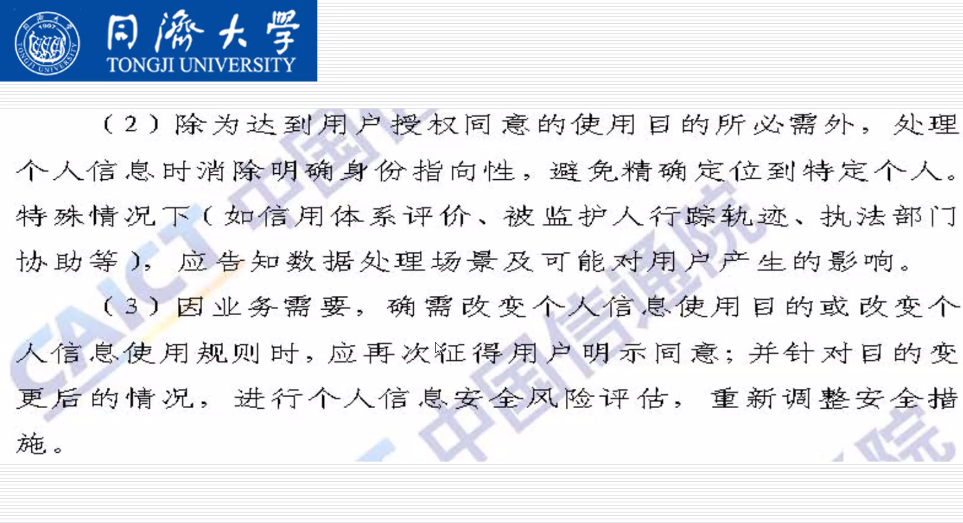 同濟大学
TONGJI UNIVERSITY
（2）除为达到用户授权同意的使用目的所必需外，处理
个人信息时消除明确身份指向性，避免精确定位到特定个人。
特殊情况下（如信用体系评价、被监护人行踪轨迹、执法部门
协助等），应告知数据处理场景及可能对用户产生的影响。
（3）因业务需要，确需改变个人信息使用目的或改变个
人信息使用规则时，应再次征得用户明示同意；并针对目的变
更后的情况，进行个人信息安全风险评估，重新调整安全措
施。
CAICT 中国信通院
中国信通院